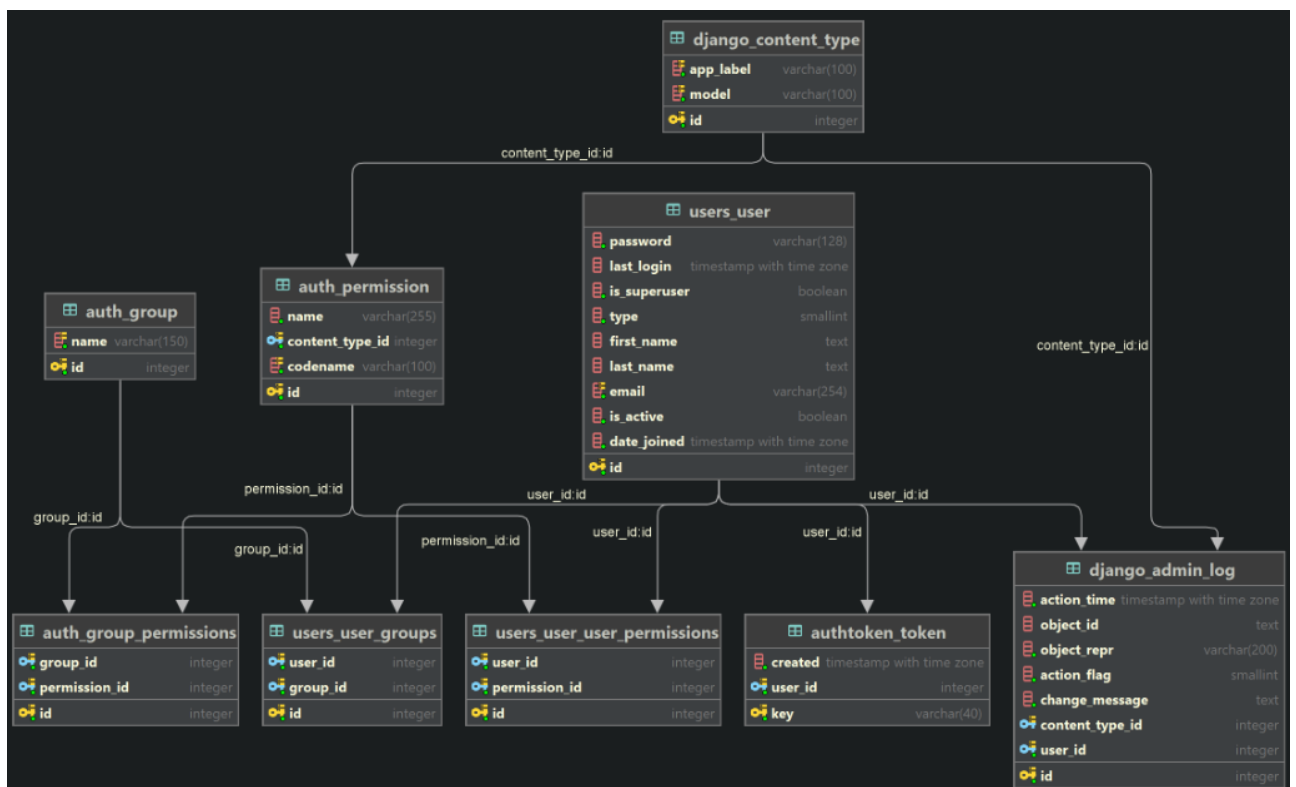 django_content_type
app_label varchar(100)
model varchar(100)
id integer
content_type_id:id
users_user
password varchar(128)
last_login timestamp with time zone
is_superuser boolean
type smallint
first_name text
last_name text
email varchar(254)
is_active boolean
date_joined timestamp with time zone
id integer
auth_permission
name varchar(255)
content_type_id integer
codename varchar(100)
id integer
auth_group
name varchar(150)
id integer
content_type_id:id
permission_id:id
user_id:id
user_id:id
group_id:id
group_id:id
permission_id:id
user_id:id
user_id:id
auth_group_permissions
group_id integer
permission_id integer
id integer
users_user_groups
user_id integer
group_id integer
id integer
users_user_user_permissions
user_id integer
permission_id integer
id integer
authtoken_token
created timestamp with time zone
user_id integer
key varchar(40)
django_admin_log
action_time timestamp with time zone
object_id text
object_repr varchar(200)
action_flag smallint
change_message text
content_type_id integer
user_id integer
id integer